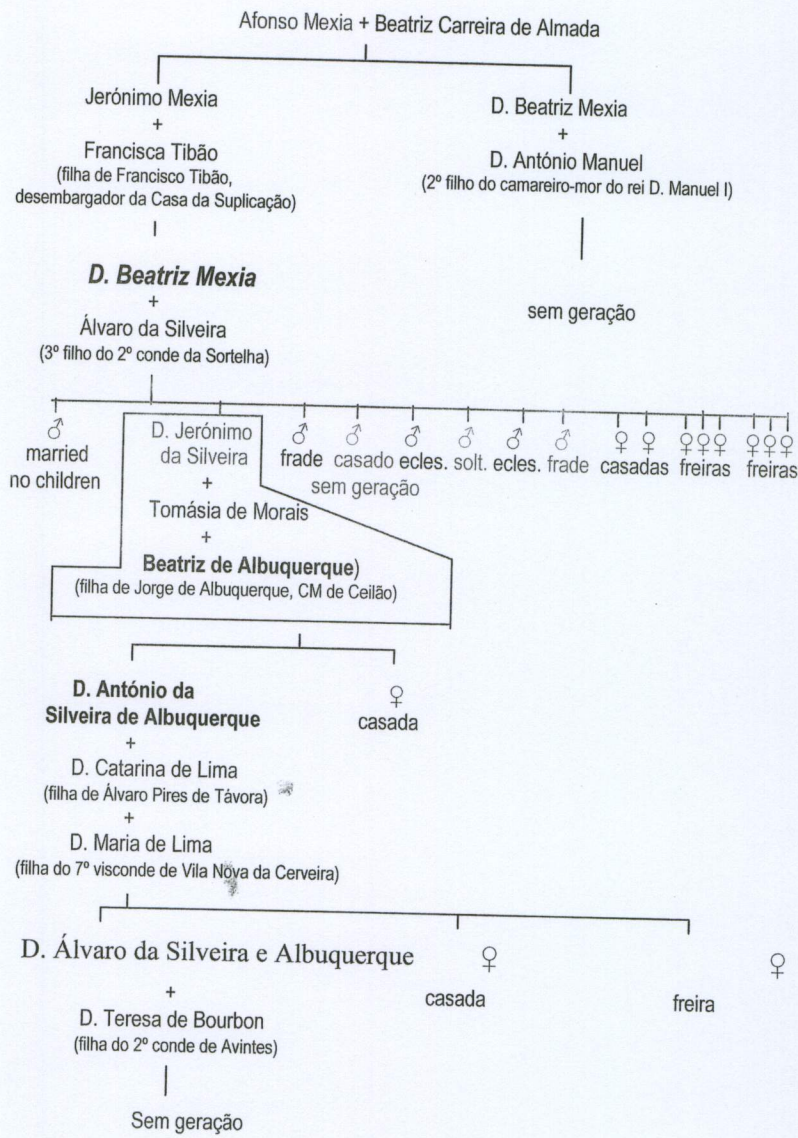 Afonso Mexia + Beatriz Carreira de Almada
Jerónimo Mexia
+
Francisca Tibão
(filha de Francisco Tibão,
desembargador da Casa da Suplicação)
D. Beatriz Mexia
+
D. António Manuel
(2º filho do camareiro-mor do rei D. Manuel I)
sem geração
D. Beatriz Mexia
+
Álvaro da Silveira
(3º filho do 2º conde da Sortelha)
♂ ♂ ♂ ♂ ♂ ♂ ♂ ♀ ♀ ♀♀♀ ♀♀♀
married
no children
D. Jerónimo
da Silveira
+
Tomásia de Morais
+
Beatriz de Albuquerque)
(filha de Jorge de Albuquerque, CM de Ceilão)
frade casado ecles. solt. ecles. frade casadas freiras freiras
sem geração
D. António da
Silveira de Albuquerque
+
D. Catarina de Lima
(filha de Álvaro Pires de Távora)
+
D. Maria de Lima
(filha do 7º visconde de Vila Nova da Cerveira)
♀
casada
D. Álvaro da Silveira e Albuquerque ♀ ♀
+
D. Teresa de Bourbon
(filha do 2º conde de Avintes)
casada freira
Sem geração